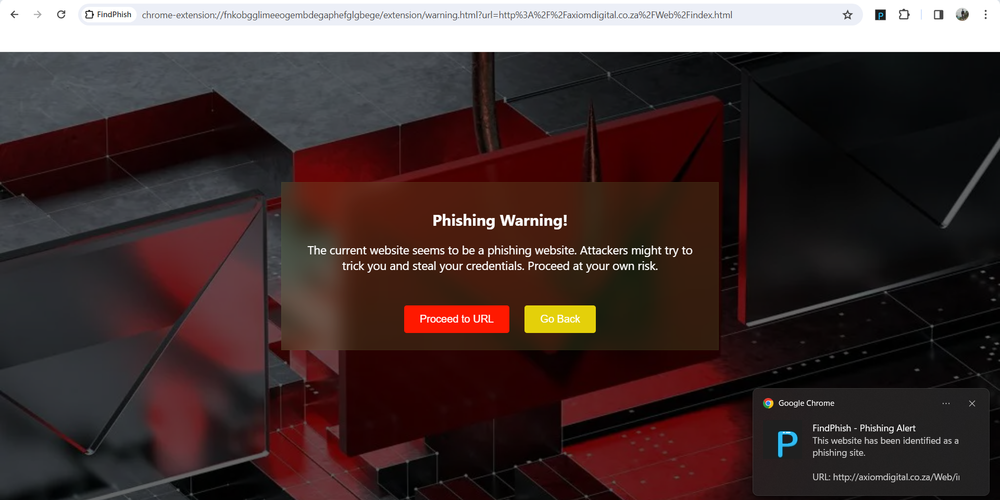 FindPhish
chrome-extension://fnkobgglimeeogembdegaphefglgbege/extension/warning.html?url=http%3A%2F%2Faxiomdigital.co.za%2FWeb%2Findex.html
P
Phishing Warning!
The current website seems to be a phishing website. Attackers might try to
trick you and steal your credentials. Proceed at your own risk.
Proceed to URL
Go Back
Google Chrome
P
FindPhish - Phishing Alert
This website has been identified as a
phishing site.
URL: http://axiomdigital.co.za/Web/i